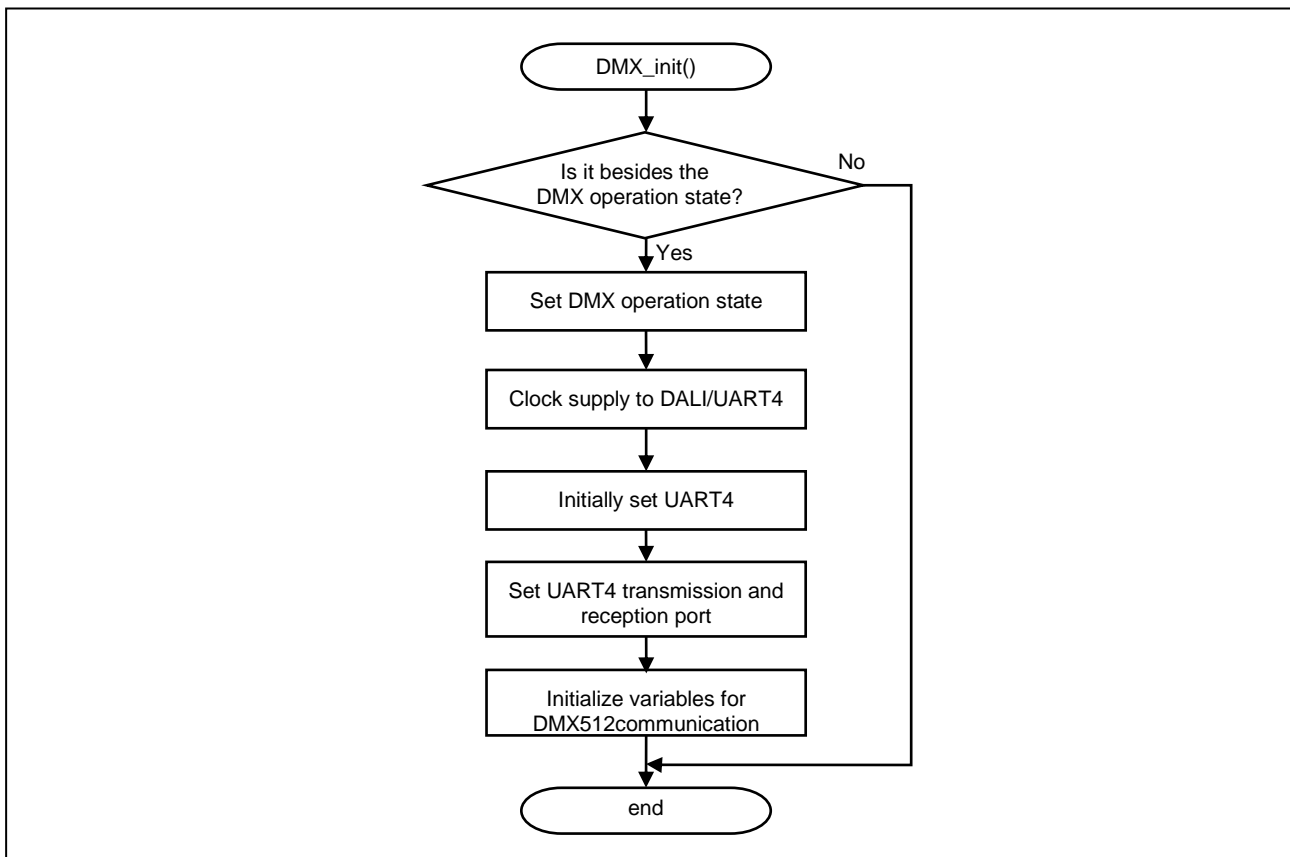 DMX_init()
Is it besides the
DMX operation state?
No
Yes
Set DMX operation state
Clock supply to DALI/UART4
Initially set UART4
Set UART4 transmission and
reception port
Initialize variables for
DMX512communication
end